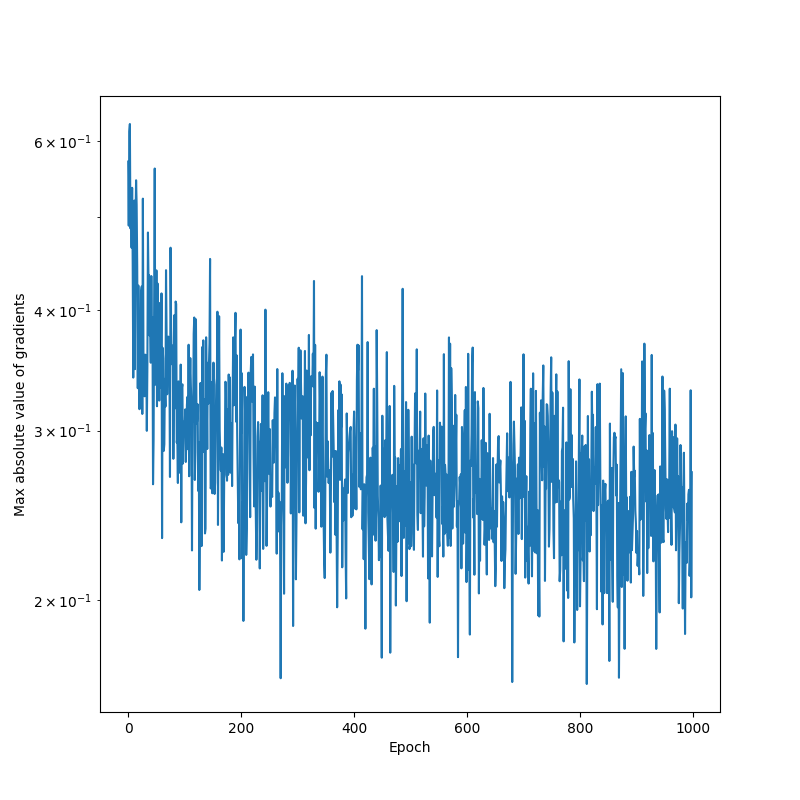 6 × 10⁻¹
4 × 10⁻¹
3 × 10⁻¹
2 × 10⁻¹
Max absolute value of gradients
0 200 400 600 800 1000
Epoch